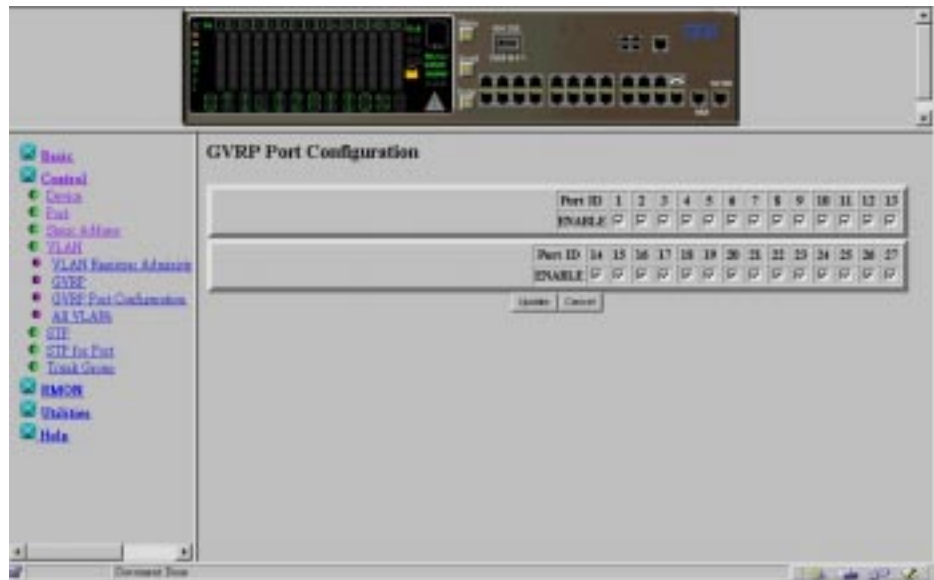 IBM
Basic
Control
Device
Port
Static Address
VLAN
VLAN
GVRP
GVRP Port Configuration
All VLANs
STP
STP for Port
Trunk Group
RMON
Utilities
Help
GVRP Port Configuration
Port ID 1 2 3 4 5 6 7 8 9 10 11 12 13
ENABLE
Port ID 14 15 16 17 18 19 20 21 22 23 24 25 26 27
ENABLE
Update Cancel
Document Done